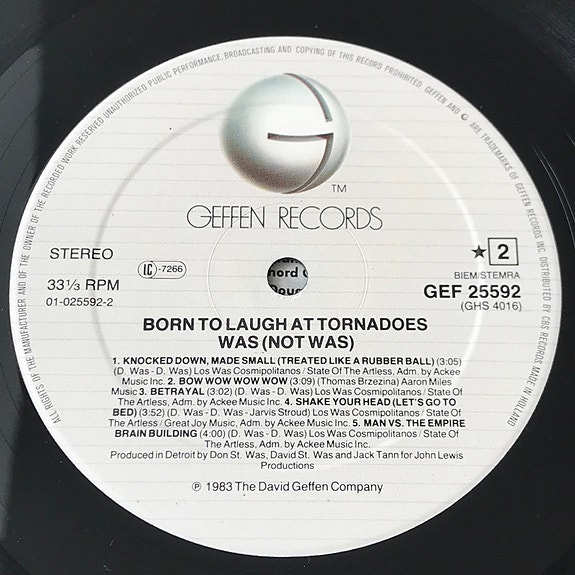 ALL RIGHTS OF THE MANUFACTURER AND OF THE OWNER OF THE RECORDED WORK RESERVED UNAUTHORIZED PUBLIC PERFORMANCE, BROADCASTING AND COPYING OF THIS RECORD PROHIBITED. GEFFEN AND G ARE TRADEMARKS OF GEFFEN RECORDS INC. DISTRIBUTED BY CBS RECORDS. MADE IN HOLLAND
TM
GEFFEN RECORDS
STEREO
33⅓ RPM
01-025592-2
LC-7266
hord
★ 2
BIEM/STEMRA
GEF 25592
(GHS 4016)
BORN TO LAUGH AT TORNADOES
WAS (NOT WAS)
1. KNOCKED DOWN, MADE SMALL (TREATED LIKE A RUBBER BALL) (3:05)
(D. Was - D. Was) Los Was Cosmipolitanos / State Of The Artless, Adm. by Ackee
Music Inc. 2. BOW WOW WOW WOW (3:09) (Thomas Brzezina) Aaron Miles
Music 3. BETRAYAL (3:02) (D. Was - D. Was) Los Was Cosmipolitanos / State Of
The Artless, Adm. by Ackee Music Inc. 4. SHAKE YOUR HEAD (LET'S GO TO
BED) (3:52) (D. Was - D. Was - Jarvis Stroud) Los Was Cosmipolitanos / State Of
The Artless / Great Joy Music, Adm. by Ackee Music Inc. 5. MAN VS. THE EMPIRE
BRAIN BUILDING (4:00) (D. Was - D. Was) Los Was Cosmipolitanos / State Of
The Artless, Adm. by Ackee Music Inc.
Produced in Detroit by Don St. Was, David St. Was and Jack Tann for John Lewis
Productions
℗ 1983 The David Geffen Company